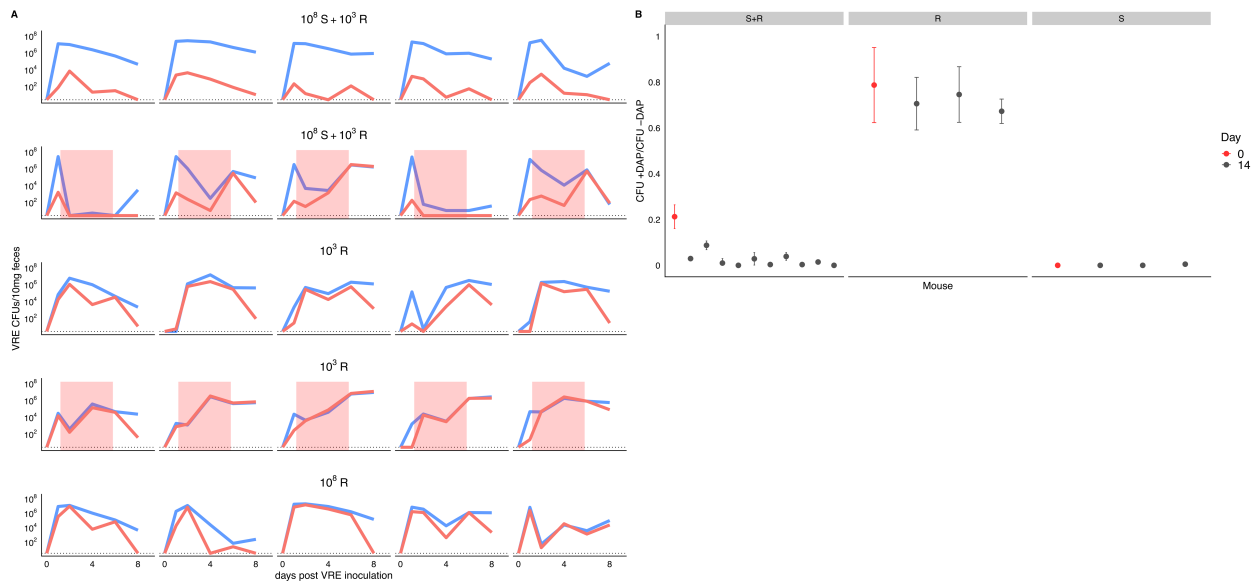 A
10⁸ S + 10³ R
10⁸
10⁶
10⁴
10²
10⁸ S + 10³ R
10⁸
10⁶
10⁴
10²
10³ R
10⁸
10⁶
10⁴
10²
10³ R
10⁸
10⁶
10⁴
10²
10⁸ R
10⁸
10⁶
10⁴
10²
0 4 8 0 4 8 0 4 8 0 4 8 0 4 8
days post VRE inoculation
VRE CFUs/10mg feces
B
S+R R S
1
0.8
0.6
0.4
0.2
0
CFU +DAP/CFU −DAP
Mouse
Day
0
14